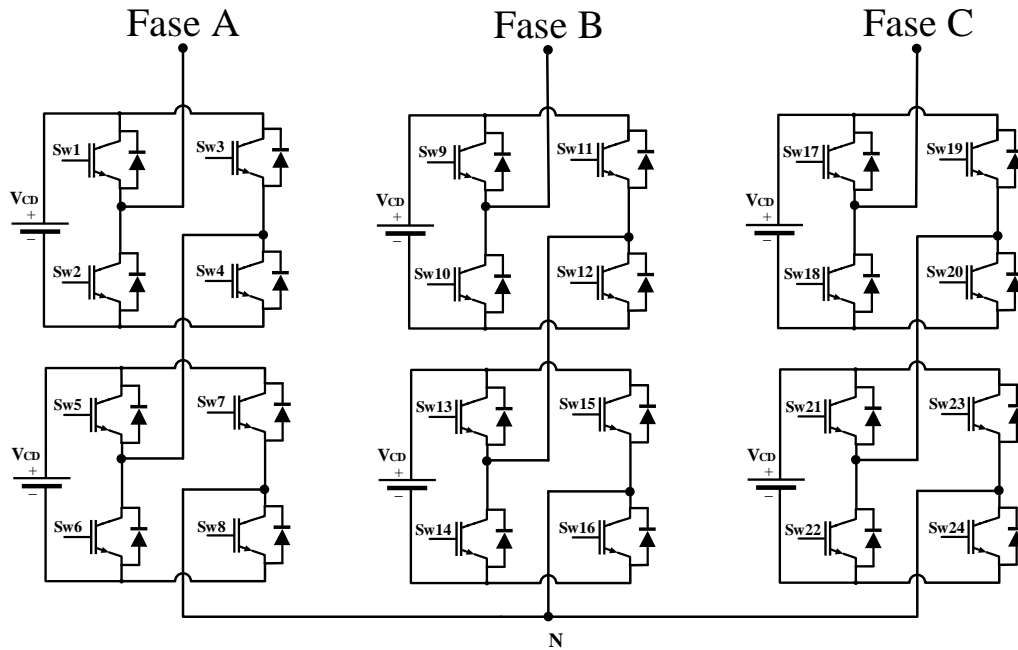 Fase A
Fase B
Fase C
Sw1
Sw3
Sw9
Sw11
Sw17
Sw19
VCD
+
−
VCD
+
−
VCD
+
−
Sw2
Sw4
Sw10
Sw12
Sw18
Sw20
Sw5
Sw7
Sw13
Sw15
Sw21
Sw23
VCD
+
−
VCD
+
−
VCD
+
−
Sw6
Sw8
Sw14
Sw16
Sw22
Sw24
N